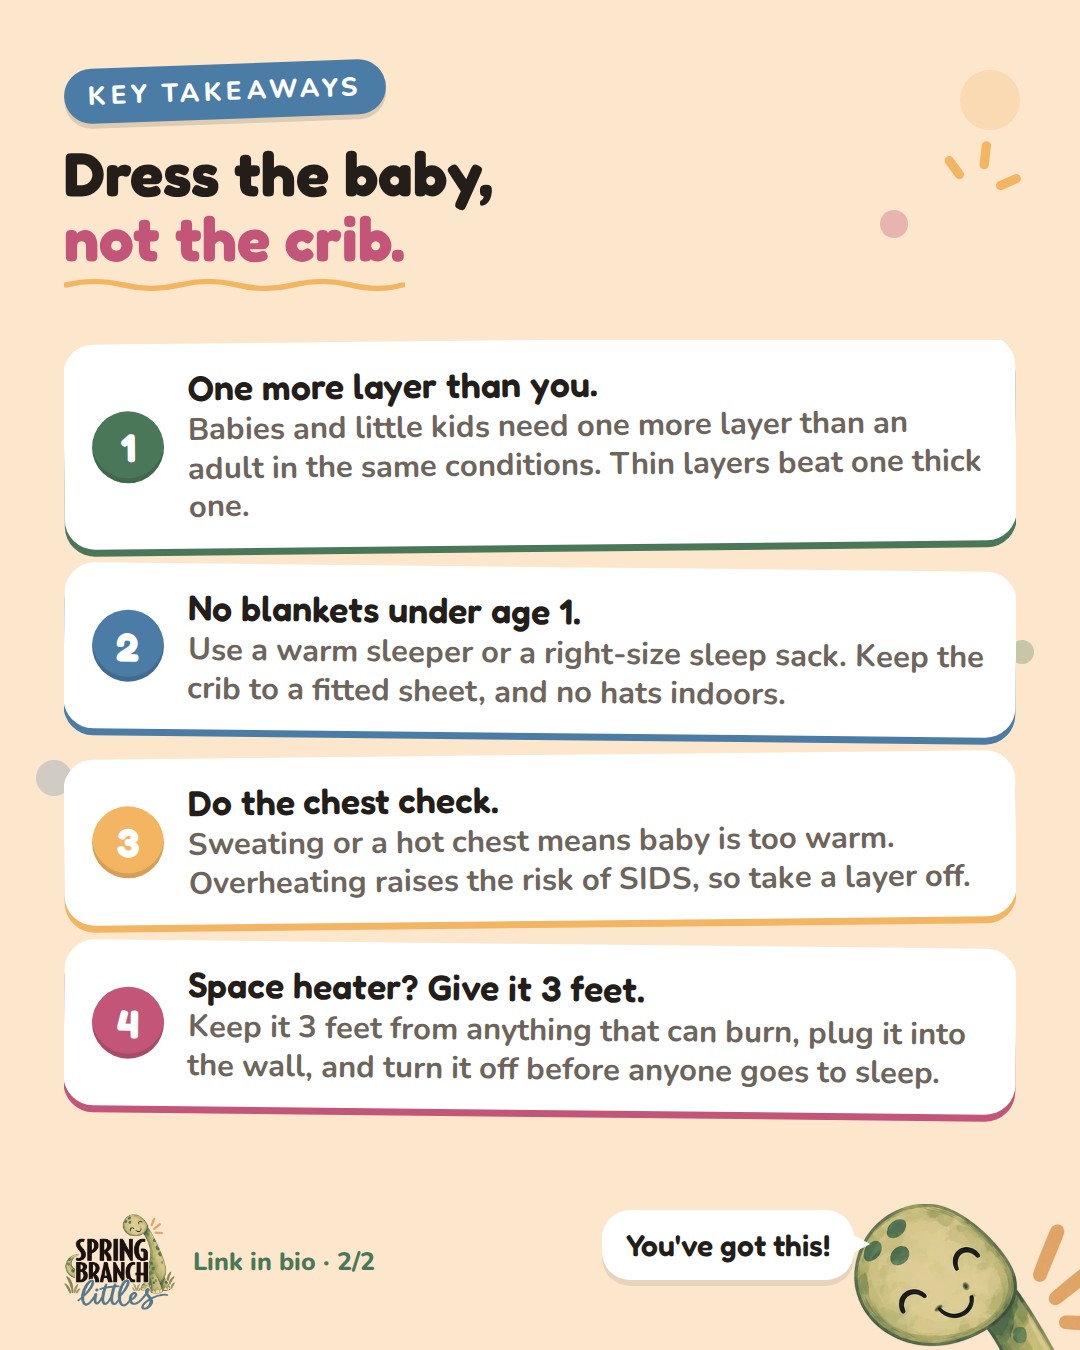 KEY TAKEAWAYS
Dress the baby,
not the crib.
1
One more layer than you.
Babies and little kids need one more layer than an
adult in the same conditions. Thin layers beat one thick
one.
2
No blankets under age 1.
Use a warm sleeper or a right-size sleep sack. Keep the
crib to a fitted sheet, and no hats indoors.
3
Do the chest check.
Sweating or a hot chest means baby is too warm.
Overheating raises the risk of SIDS, so take a layer off.
4
Space heater? Give it 3 feet.
Keep it 3 feet from anything that can burn, plug it into
the wall, and turn it off before anyone goes to sleep.
SPRING
BRANCH
littles
Link in bio · 2/2
You've got this!